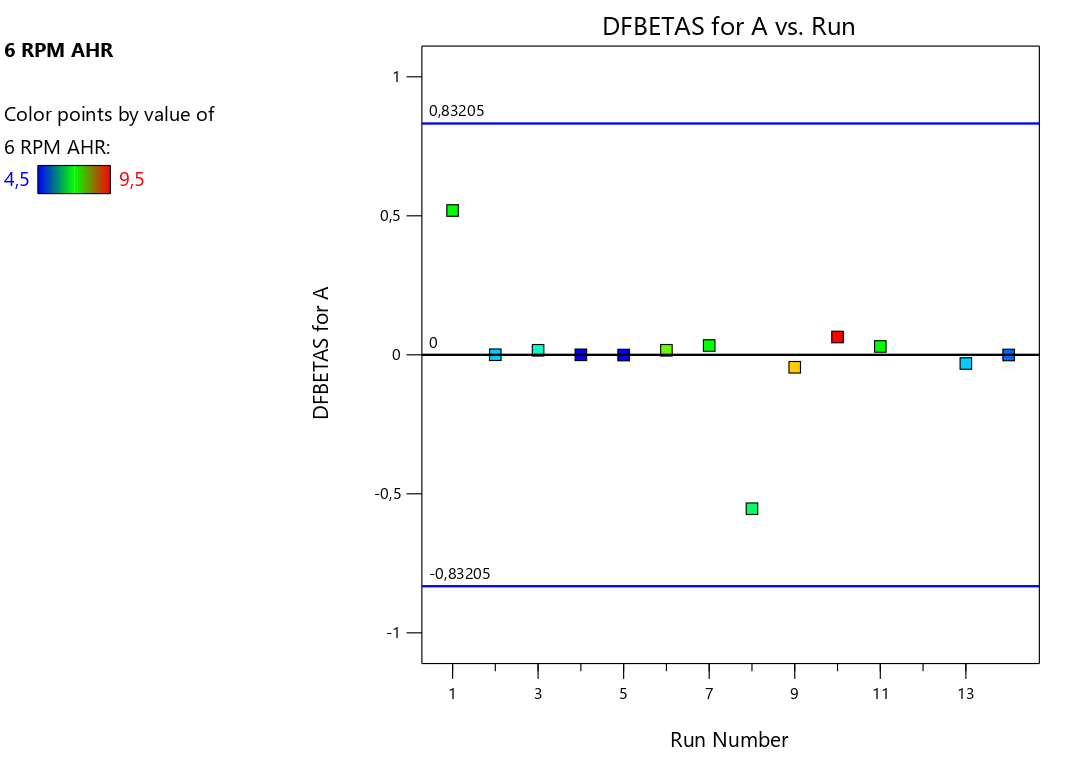 DFBETAS for A vs. Run
6 RPM AHR
Color points by value of
6 RPM AHR:
4,5
9,5
DFBETAS for A
1
0,5
0
-0,5
-1
0,83205
0
-0,83205
1
3
5
7
9
11
13
Run Number